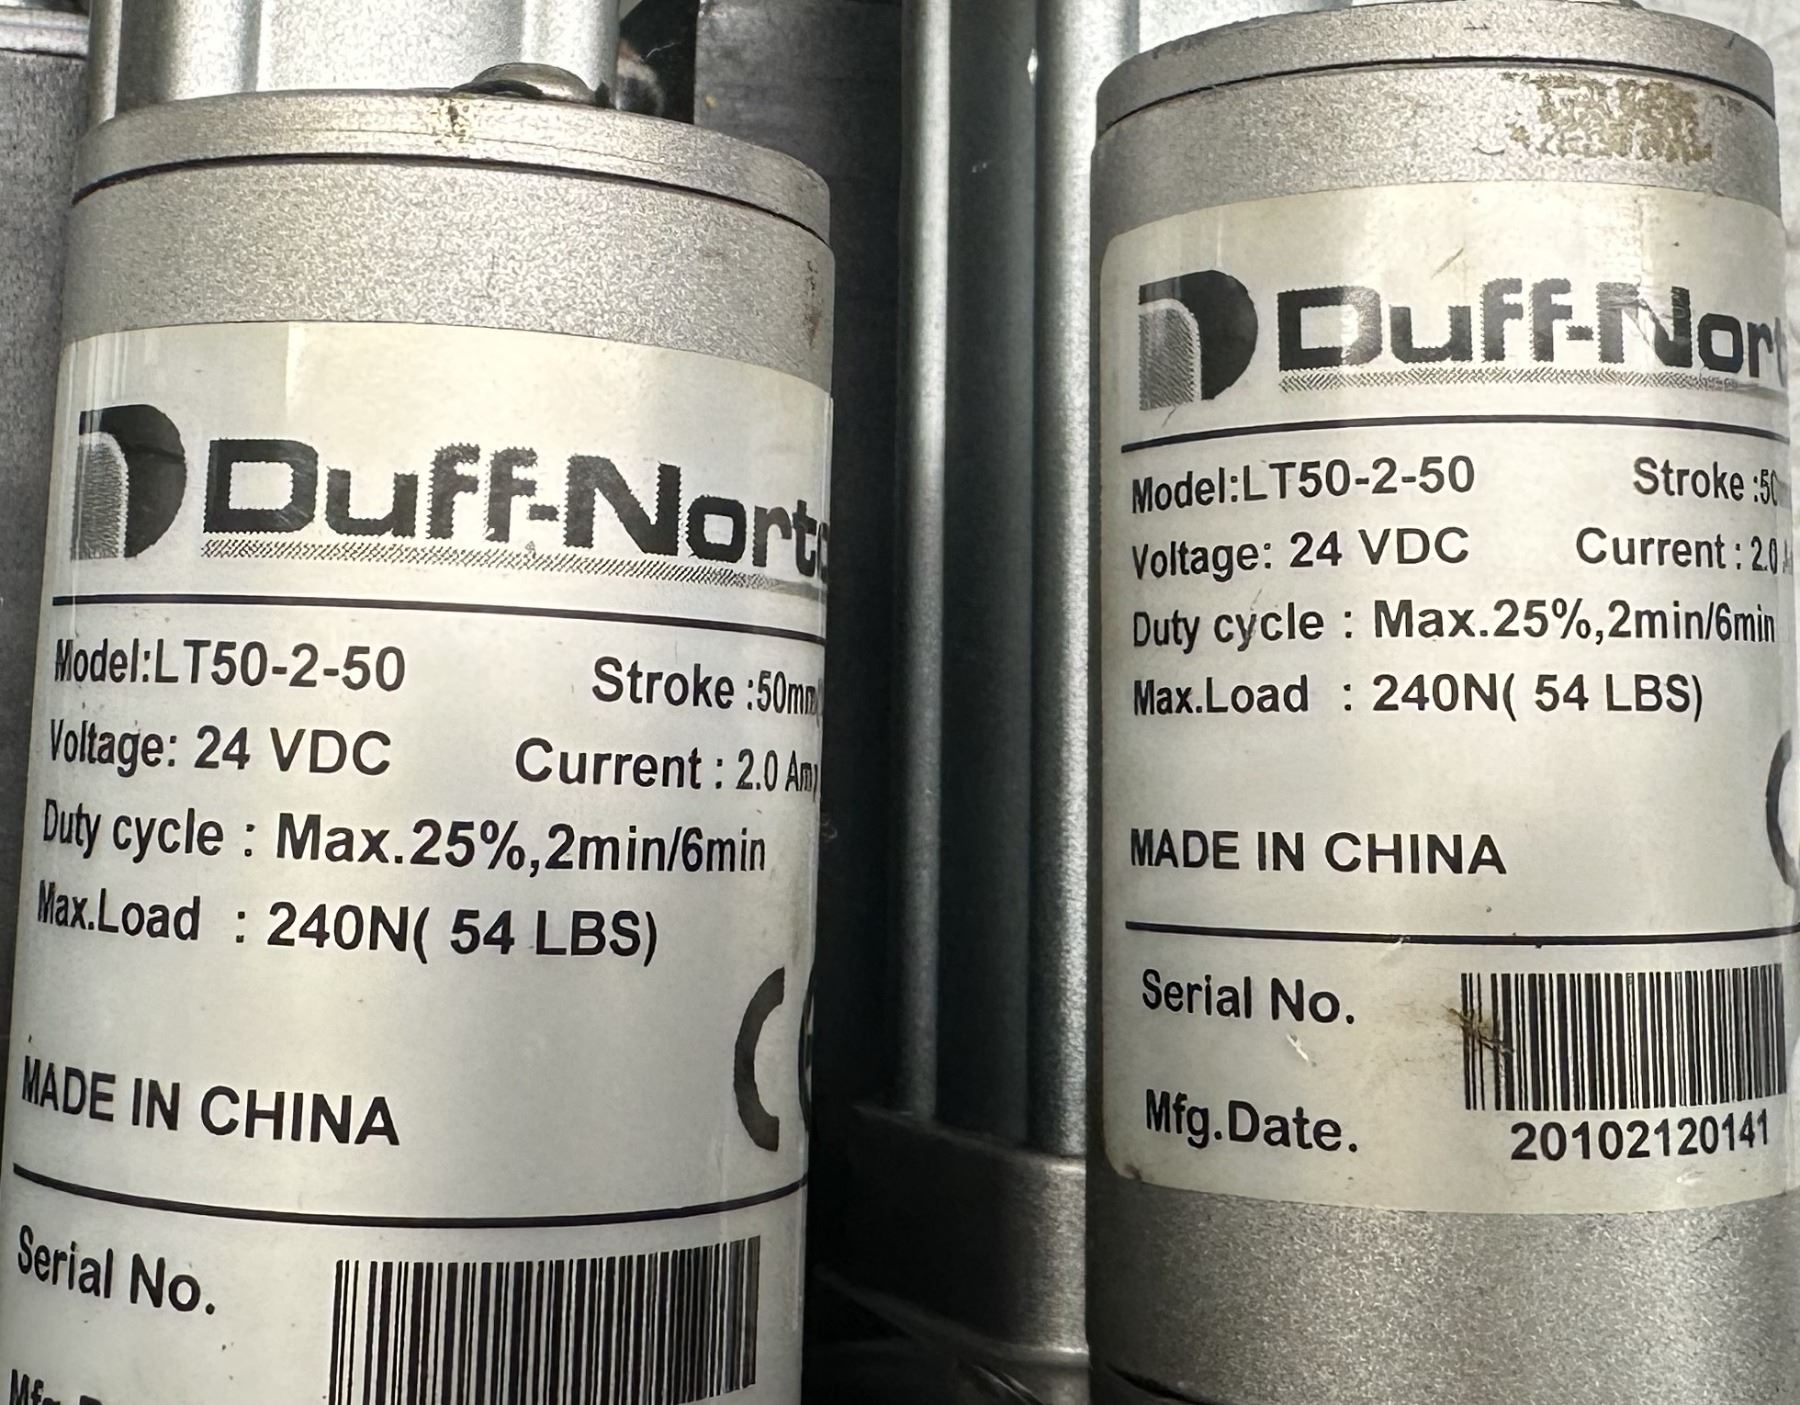 Duff-Norto
Model:LT50-2-50 Stroke :50mm
Voltage: 24 VDC Current : 2.0 Amp
Duty cycle : Max.25%,2min/6min
Max.Load : 240N( 54 LBS)
CE
MADE IN CHINA
Serial No.
Duff-Nort
Model:LT50-2-50 Stroke :50
Voltage: 24 VDC Current : 2.0 A
Duty cycle : Max.25%,2min/6min
Max.Load : 240N( 54 LBS)
MADE IN CHINA
Serial No.
Mfg.Date. 20102120141